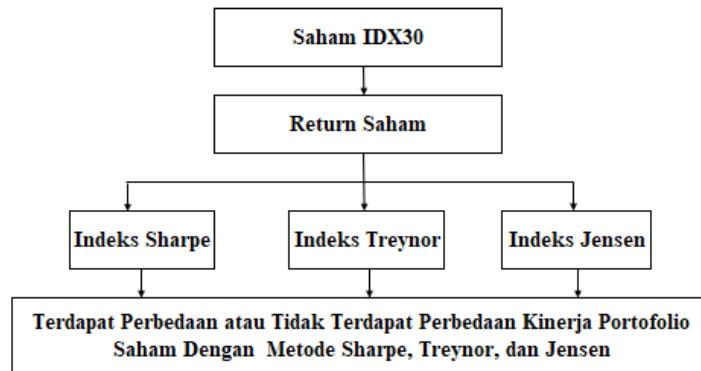 Saham IDX30
Return Saham
Indeks Sharpe
Indeks Treynor
Indeks Jensen
Terdapat Perbedaan atau Tidak Terdapat Perbedaan Kinerja Portofolio
Saham Dengan Metode Sharpe, Treynor, dan Jensen